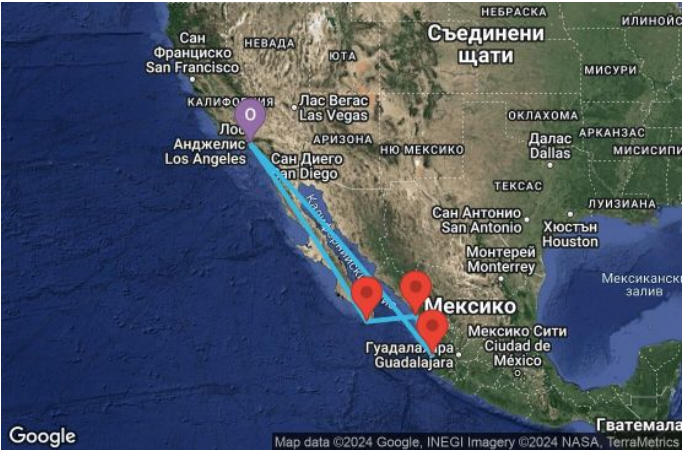 НЕБРАСКА
ИЛИНОЙС
Сан
Франциско
San Francisco
НЕВАДА
ЮТА
Съединени
щати
МИСУРИ
КАЛИФОРНИЯ
Лас Вегас
Las Vegas
О
Лос
Анджелис
Los Angeles
АРИЗОНА
НЮ МЕКСИКО
ОКЛАХОМА
АРКАНЗАС
Далас
Dallas
МИСИСИПИ
Сан Диего
San Diego
ТЕКСАС
ЛУИЗИАНА
Сан Антонио
San Antonio
Хюстън
Houston
Монтерей
Monterrey
Мексикански
залив
Мексико
Гуадалахара
Guadalajara
Мексико Сити
Ciudad de
México
Гватемала
Google
Map data ©2024 Google, INEGI Imagery ©2024 NASA, TerraMetrics